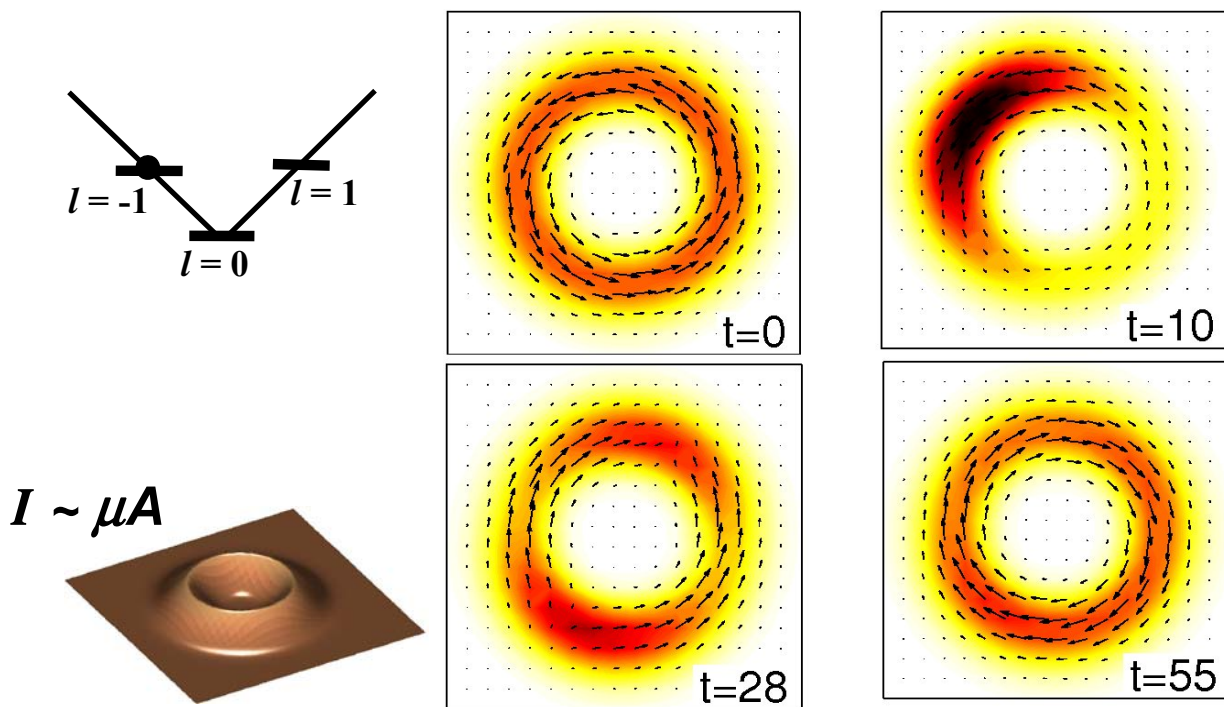 l = -1
l = 1
l = 0
t=0
t=10
I ~ μA
t=28
t=55